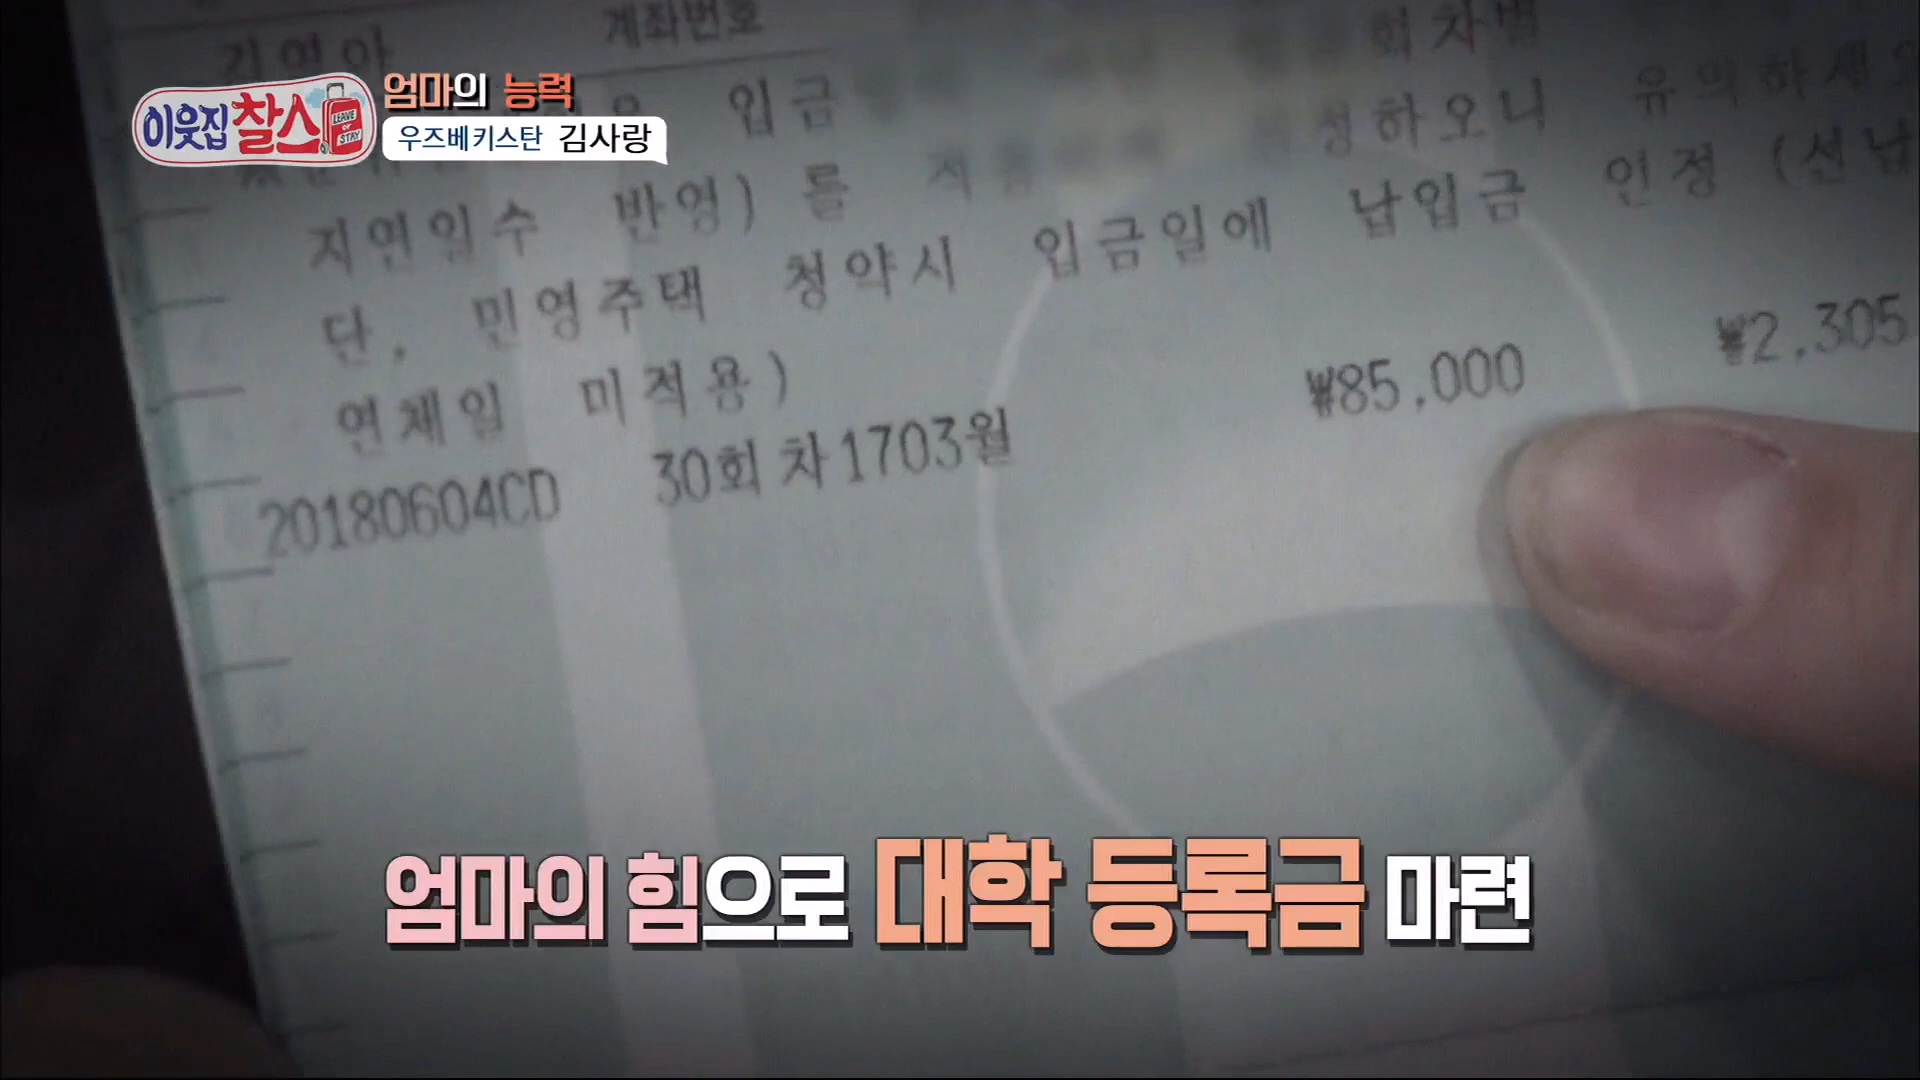 계좌번호
회차별
이웃집 찰스
LEAVE
or
STAY
엄마의 능력
우즈베키스탄 김사랑
입금
하오니 유의하세요
지연일수 반영) 를
단, 민영주택 청약시 입금일에 납입금 인정 (선납
연체일 미적용)
20180604CD 30회차1703월 ₩85,000 ₩2,305
엄마의 힘으로 대학 등록금 마련